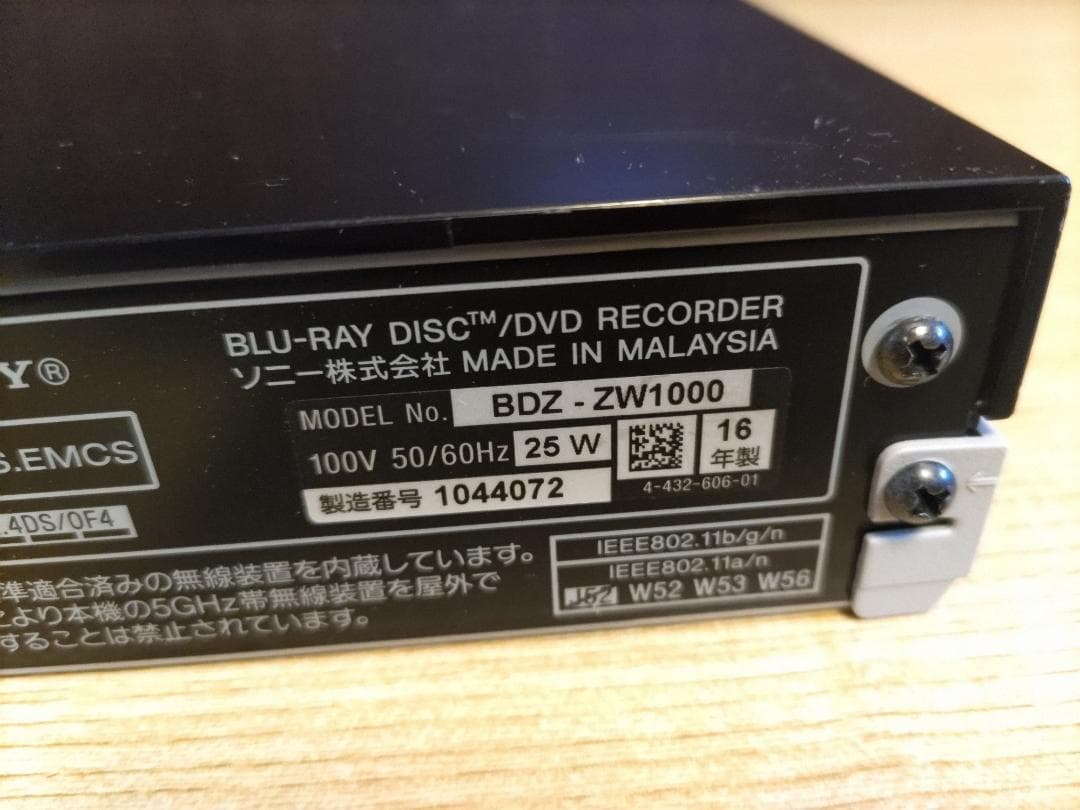 BLU-RAY DISC™/DVD RECORDER
Y®
ソニー株式会社 MADE IN MALAYSIA
MODEL No. BDZ - ZW1000
S.EMCS
100V 50/60Hz 25 W
16
年製
製造番号 1044072
4-432-606-01
.4DS/OF4
IEEE802.11b/g/n
IEEE802.11a/n
J52 W52 W53 W56
準適合済みの無線装置を内蔵しています。
により本機の5GHz帯無線装置を屋外で
することは禁止されています。